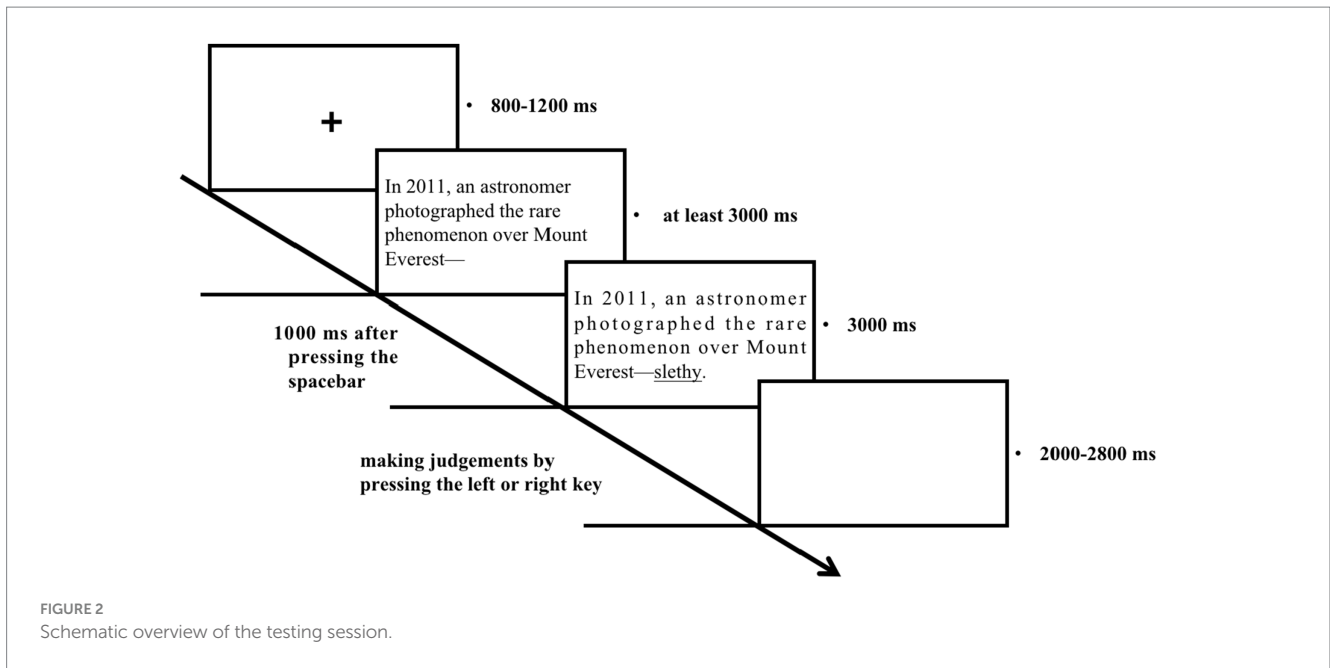 +
• 800-1200 ms
In 2011, an astronomer
photographed the rare
phenomenon over Mount
Everest—
• at least 3000 ms
1000 ms after
pressing the
spacebar
In 2011, an astronomer
photographed the rare
phenomenon over Mount
Everest—slethy.
• 3000 ms
making judgements by
pressing the left or right key
• 2000-2800 ms
FIGURE 2
Schematic overview of the testing session.